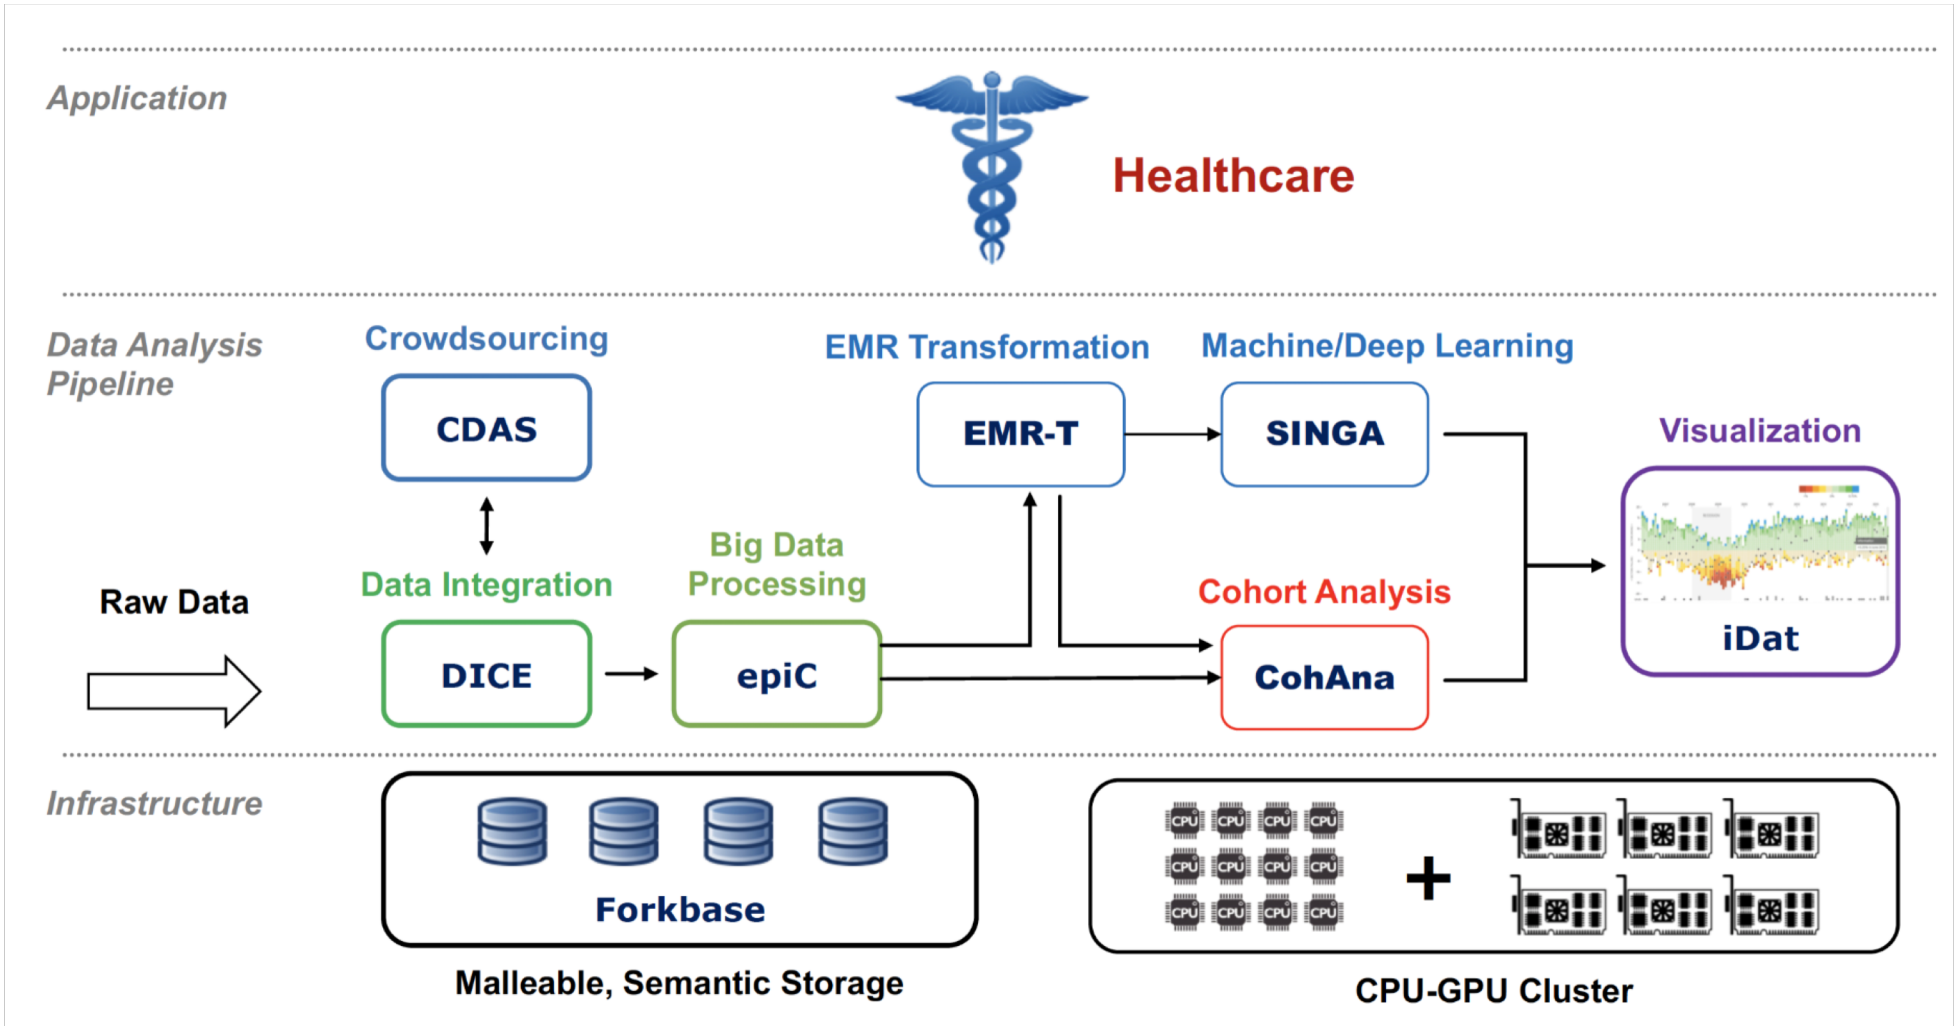 Application
Healthcare
Data Analysis
Pipeline
Crowdsourcing
CDAS
EMR Transformation
EMR-T
Machine/Deep Learning
SINGA
Visualization
iDat
Raw Data
Data Integration
DICE
Big Data
Processing
epiC
Cohort Analysis
CohAna
Infrastructure
Forkbase
Malleable, Semantic Storage
CPU CPU CPU CPU
CPU CPU CPU CPU
CPU CPU CPU CPU
+
CPU-GPU Cluster